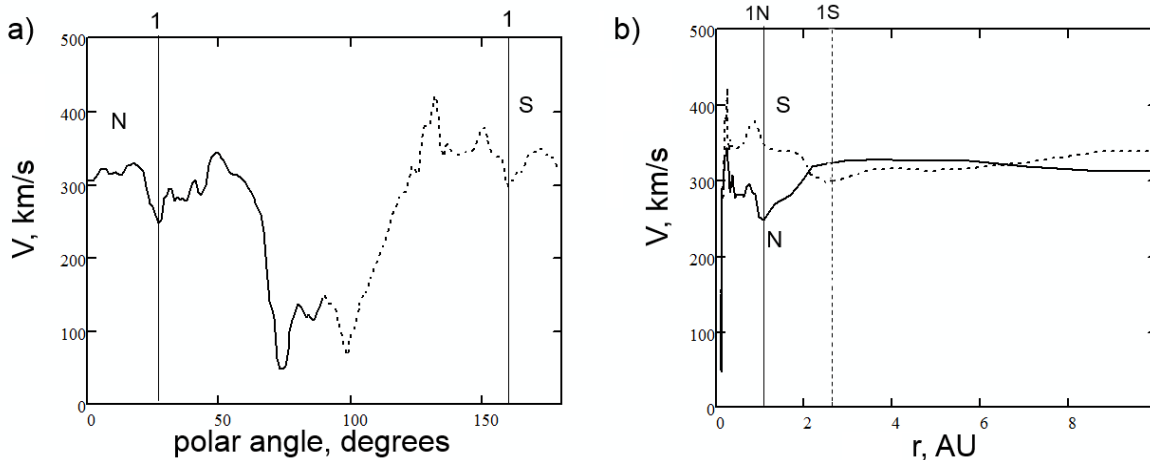 1 1
a)
500
400
300
200
100
0
V, km/s
N
S
0 50 100 150
polar angle, degrees
1N 1S
b)
500
400
300
200
100
0
V, km/s
S
N
0 2 4 6 8
r, AU